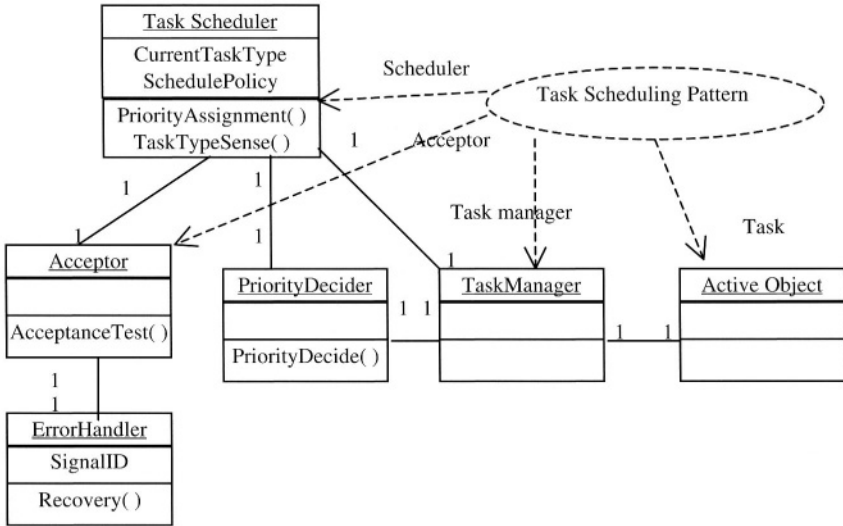 Task Scheduler
CurrentTaskType
SchedulePolicy
PriorityAssignment( )
TaskTypeSense( )
Scheduler
Task Scheduling Pattern
Acceptor
1
1
1
1
1
1
Task manager
Task
1
Acceptor
AcceptanceTest( )
PriorityDecider
PriorityDecide( )
1 1
TaskManager
1 1
Active Object
1
1
ErrorHandler
SignalID
Recovery( )